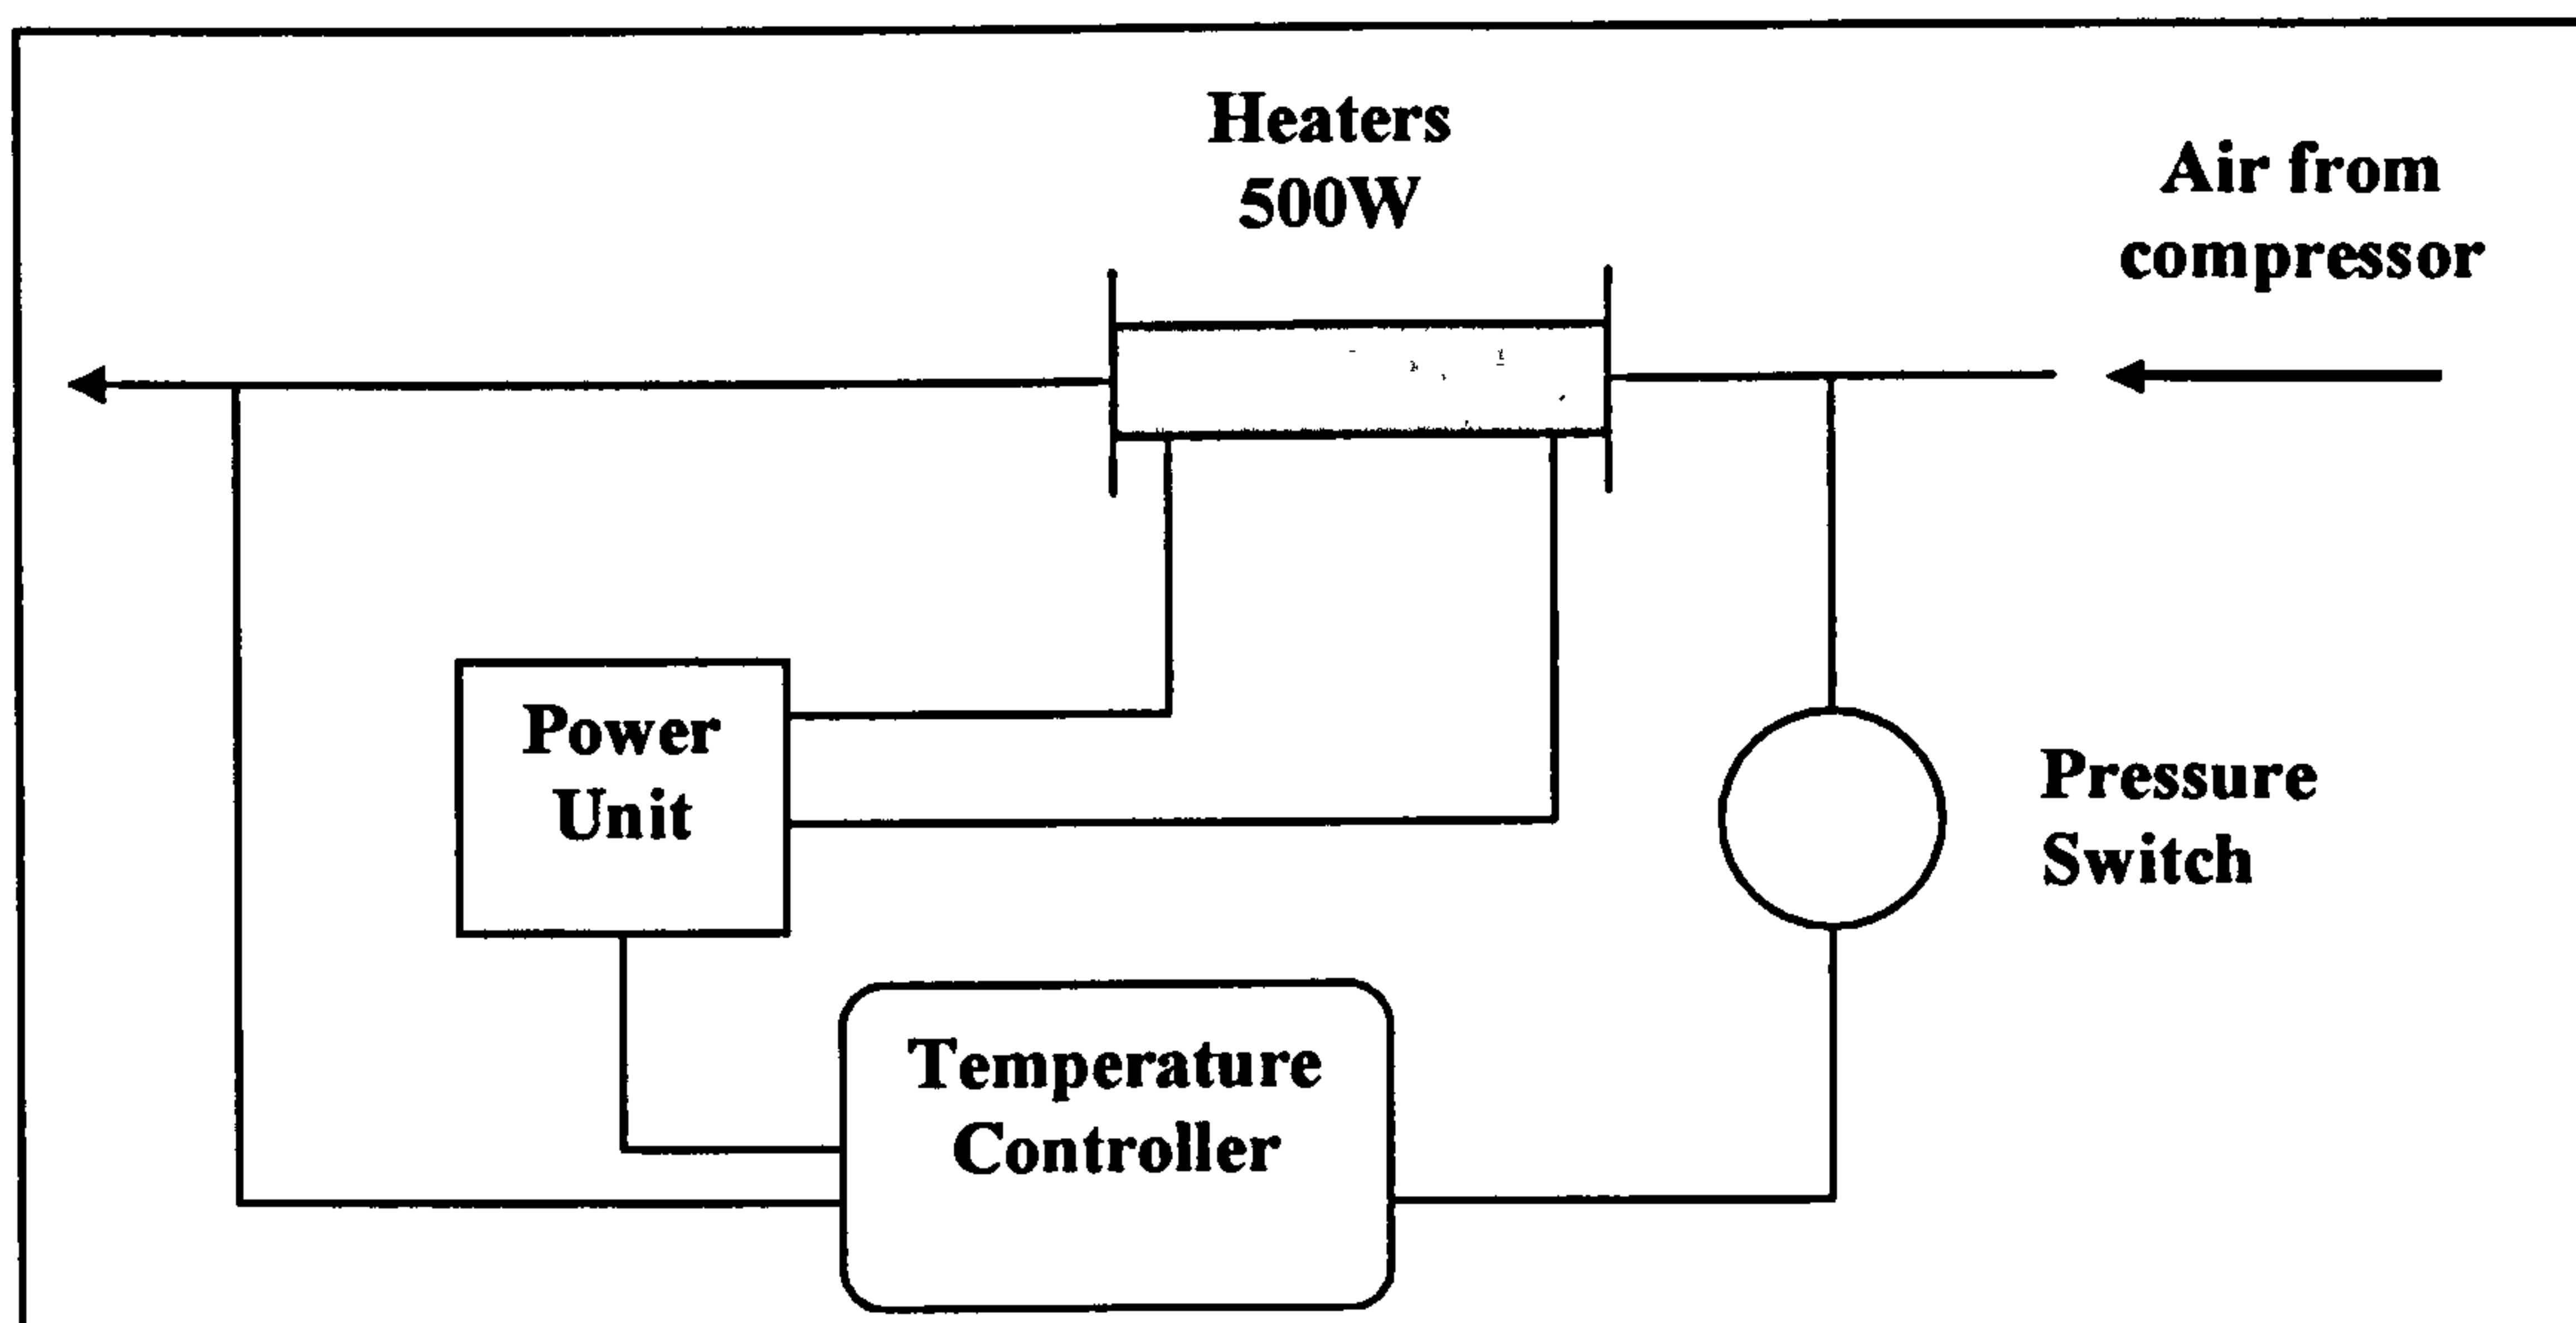 Heaters
500W
Air from
compressor
Power
Unit
Pressure
Switch
Temperature
Controller